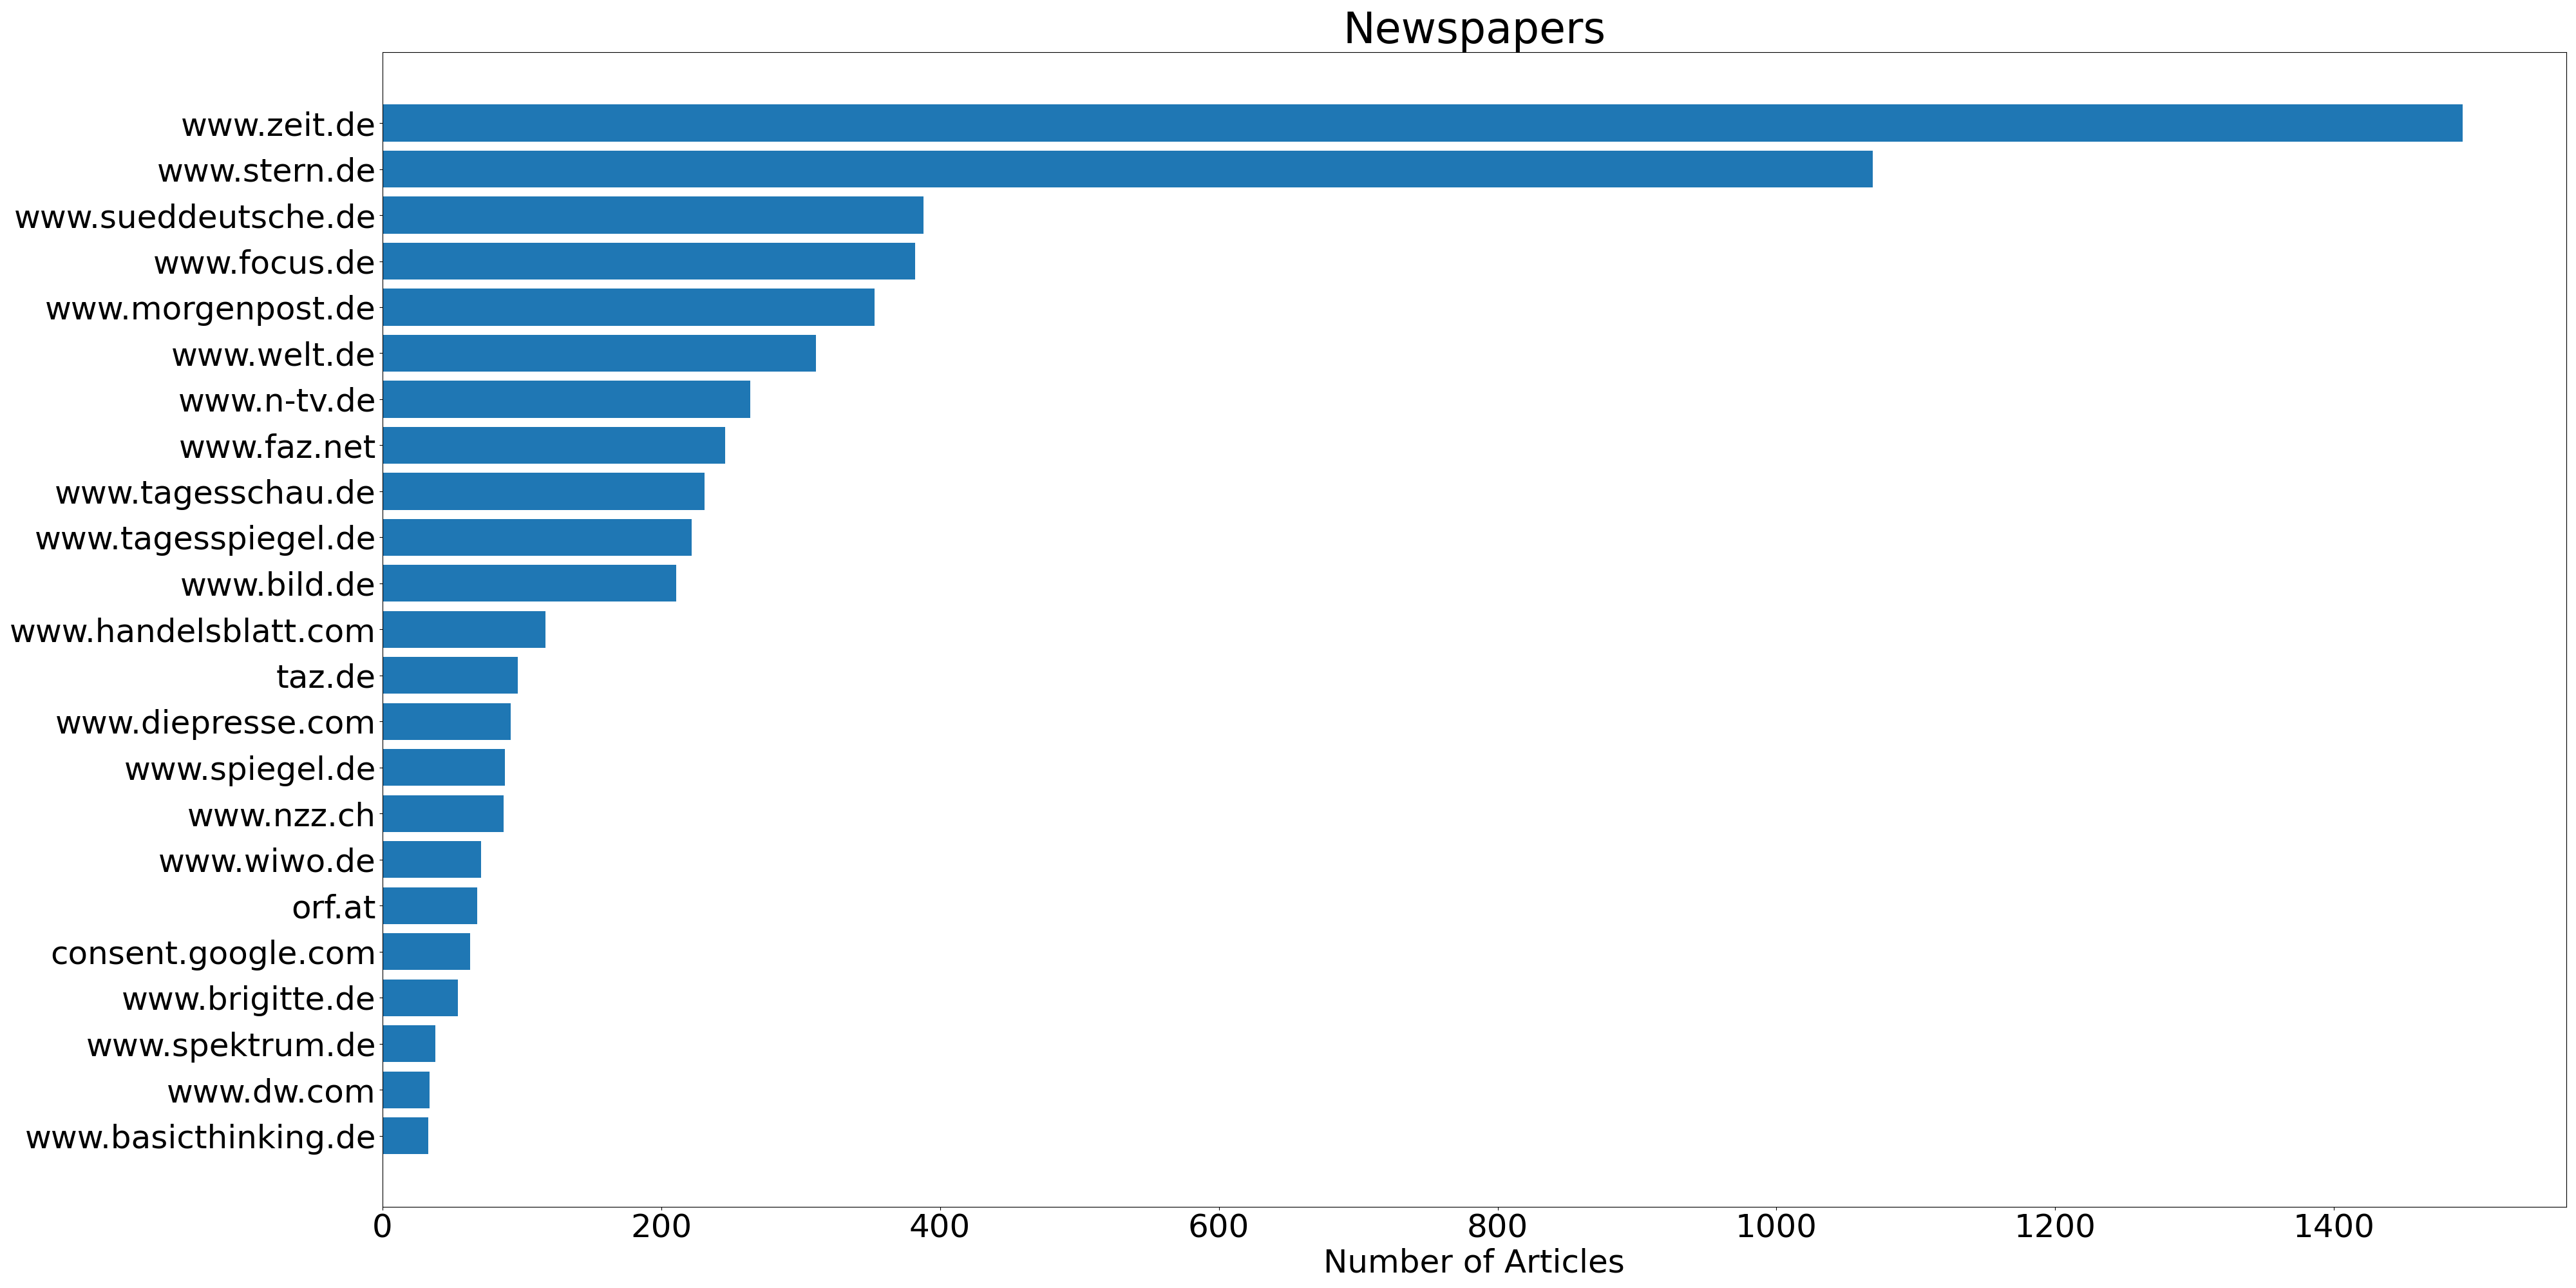 Newspapers
www.zeit.de
www.stern.de
www.sueddeutsche.de
www.focus.de
www.morgenpost.de
www.welt.de
www.n-tv.de
www.faz.net
www.tagesschau.de
www.tagesspiegel.de
www.bild.de
www.handelsblatt.com
taz.de
www.diepresse.com
www.spiegel.de
www.nzz.ch
www.wiwo.de
orf.at
consent.google.com
www.brigitte.de
www.spektrum.de
www.dw.com
www.basicthinking.de
0 200 400 600 800 1000 1200 1400
Number of Articles